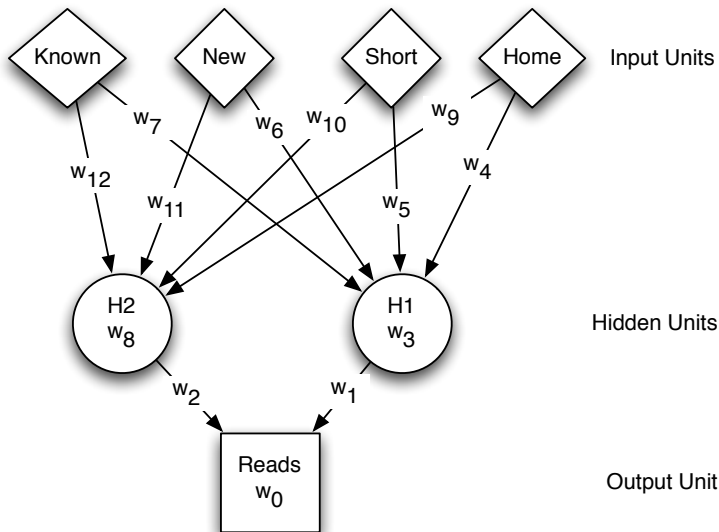 Known New Short Home Input Units
w7 w6 w10 w9
w12 w11 w5 w4
H2 H1
w8 w3 Hidden Units
w2 w1
Reads
w0 Output Unit